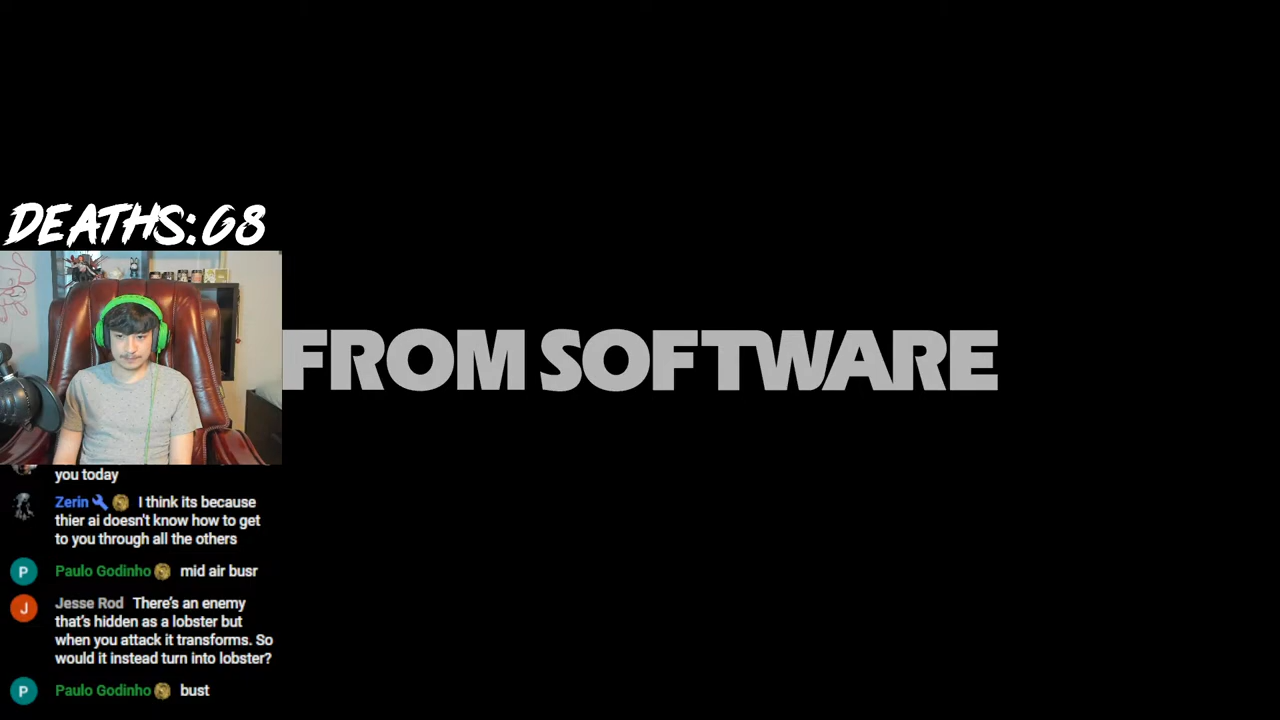 DEATHS:68
FROM SOFTWARE
you today
Zerin I think its because
thier ai doesn't know how to get
to you through all the others
P Paulo Godinho mid air busr
J Jesse Rod There's an enemy
that's hidden as a lobster but
when you attack it transforms. So
would it instead turn into lobster?
P Paulo Godinho bust